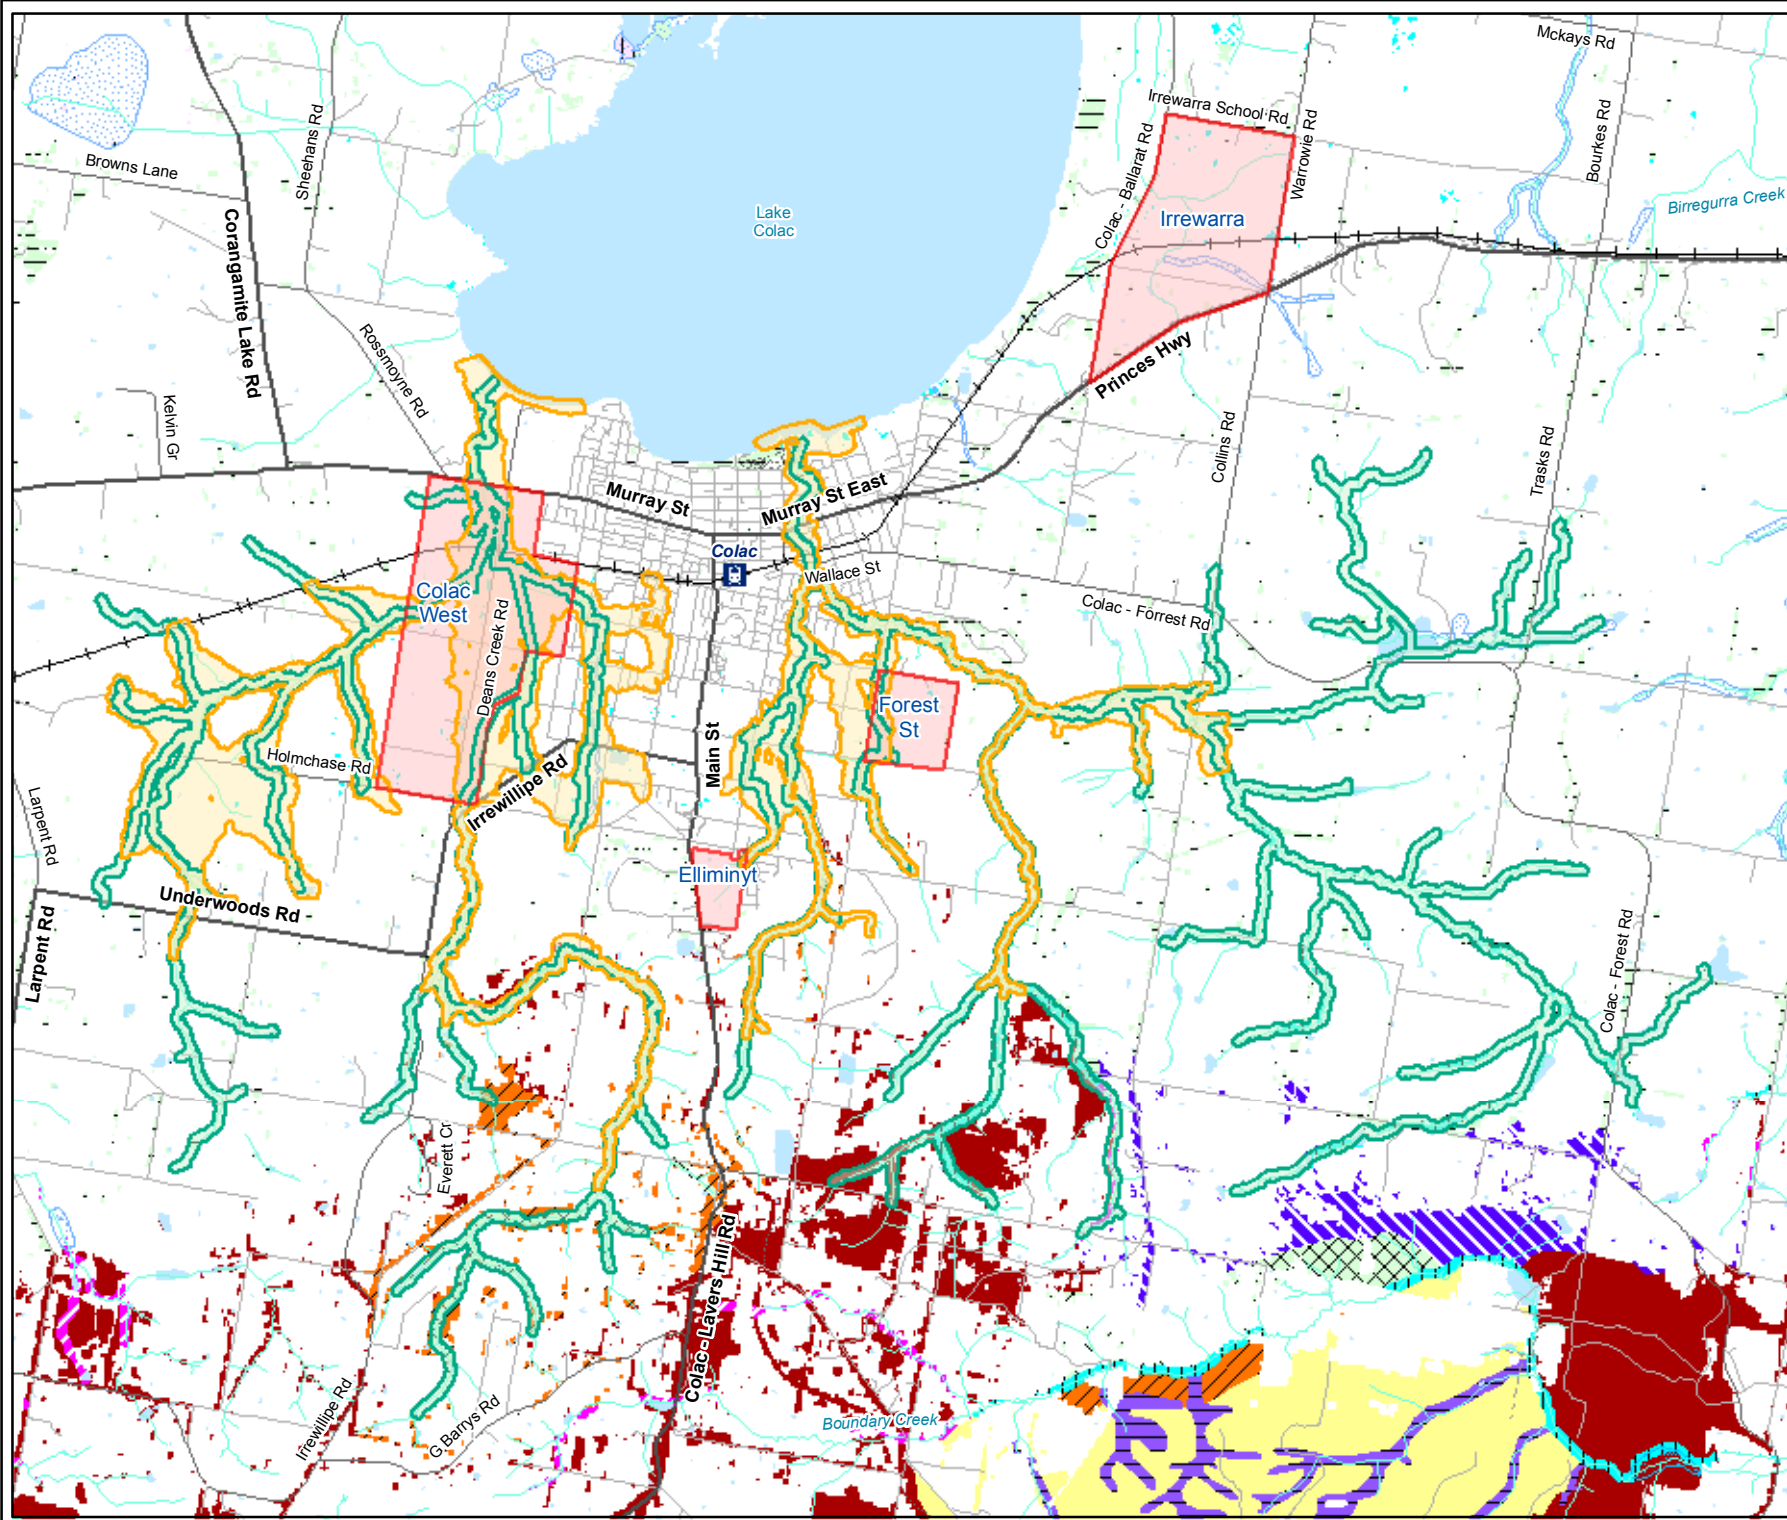 Mckays Rd
Irrewarra School Rd
Sheehans Rd
Colac - Ballarat Rd
Warrowie Rd
Bourkes Rd
Browns Lane
Birregurra Creek
Lake
Colac
Irrewarra
Corangamite Lake Rd
Rossmoyne Rd
Princes Hwy
Kelvin Gr
Collins Rd
Trasks Rd
Murray St
Murray St East
Colac
Wallace St
Colac
West
Colac - Forrest Rd
Deans Creek Rd
Forest
St
Main St
Holmchase Rd
Irrewillipe Rd
Larpent Rd
Elliminyt
Underwoods Rd
Larpent Rd
Colac - Forest Rd
Everett Cr
Colac - Lavers Hill Rd
Irrewillipe Rd
G Barrys Rd
Boundary Creek